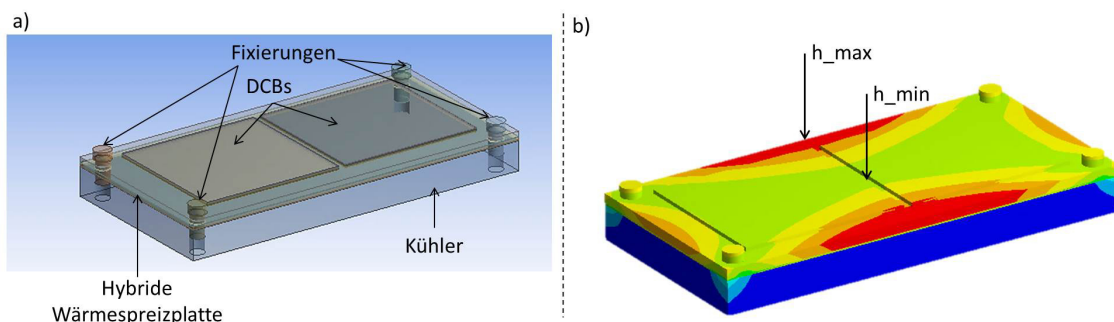 a)
Fixierungen
DCBs
Kühler
Hybride
Wärmespreizplatte
b)
h_max
h_min